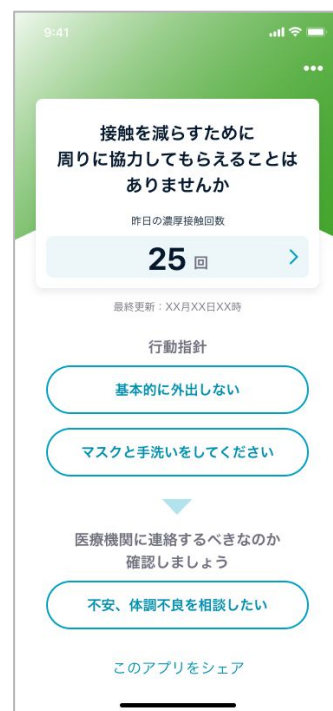 9:41
•••
接触を減らすために
周りに協力してもらえることは
ありませんか
昨日の濃厚接触回数
25 回
最終更新：XX月XX日XX時
行動指針
基本的に外出しない
マスクと手洗いをしてください
医療機関に連絡するべきなのか
確認しましょう
不安、体調不良を相談したい
このアプリをシェア